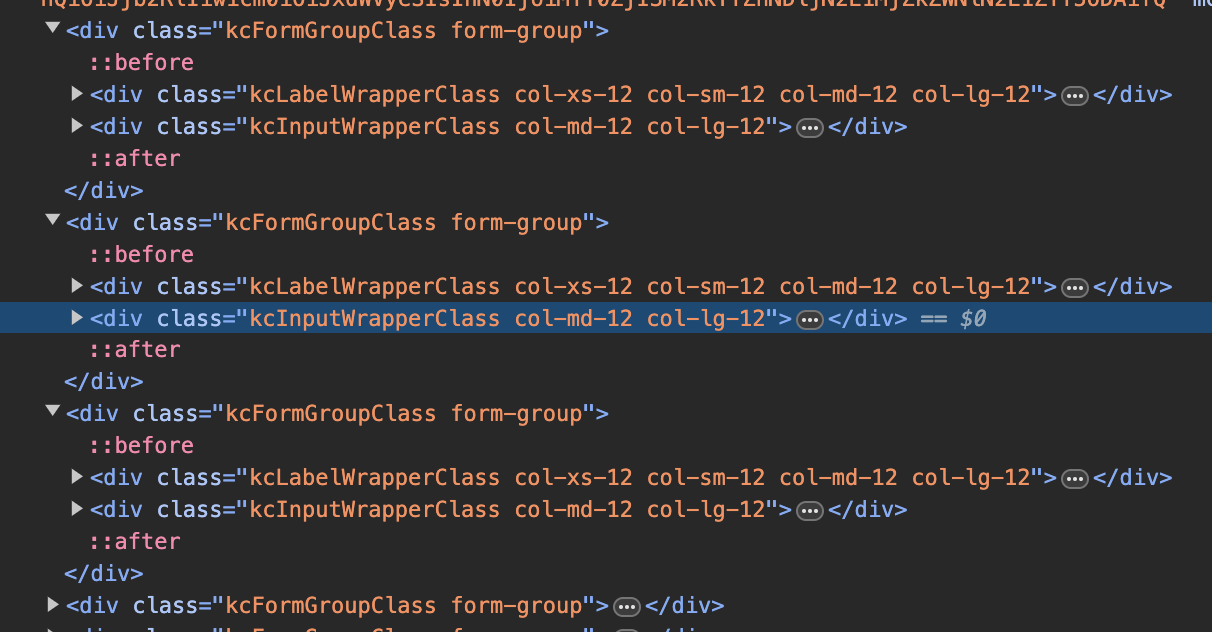 <div class="kcFormGroupClass form-group">
::before
<div class="kcLabelWrapperClass col-xs-12 col-sm-12 col-md-12 col-lg-12">…</div>
<div class="kcInputWrapperClass col-md-12 col-lg-12">…</div>
::after
</div>
<div class="kcFormGroupClass form-group">
::before
<div class="kcLabelWrapperClass col-xs-12 col-sm-12 col-md-12 col-lg-12">…</div>
<div class="kcInputWrapperClass col-md-12 col-lg-12">…</div> == $0
::after
</div>
<div class="kcFormGroupClass form-group">
::before
<div class="kcLabelWrapperClass col-xs-12 col-sm-12 col-md-12 col-lg-12">…</div>
<div class="kcInputWrapperClass col-md-12 col-lg-12">…</div>
::after
</div>
<div class="kcFormGroupClass form-group">…</div>